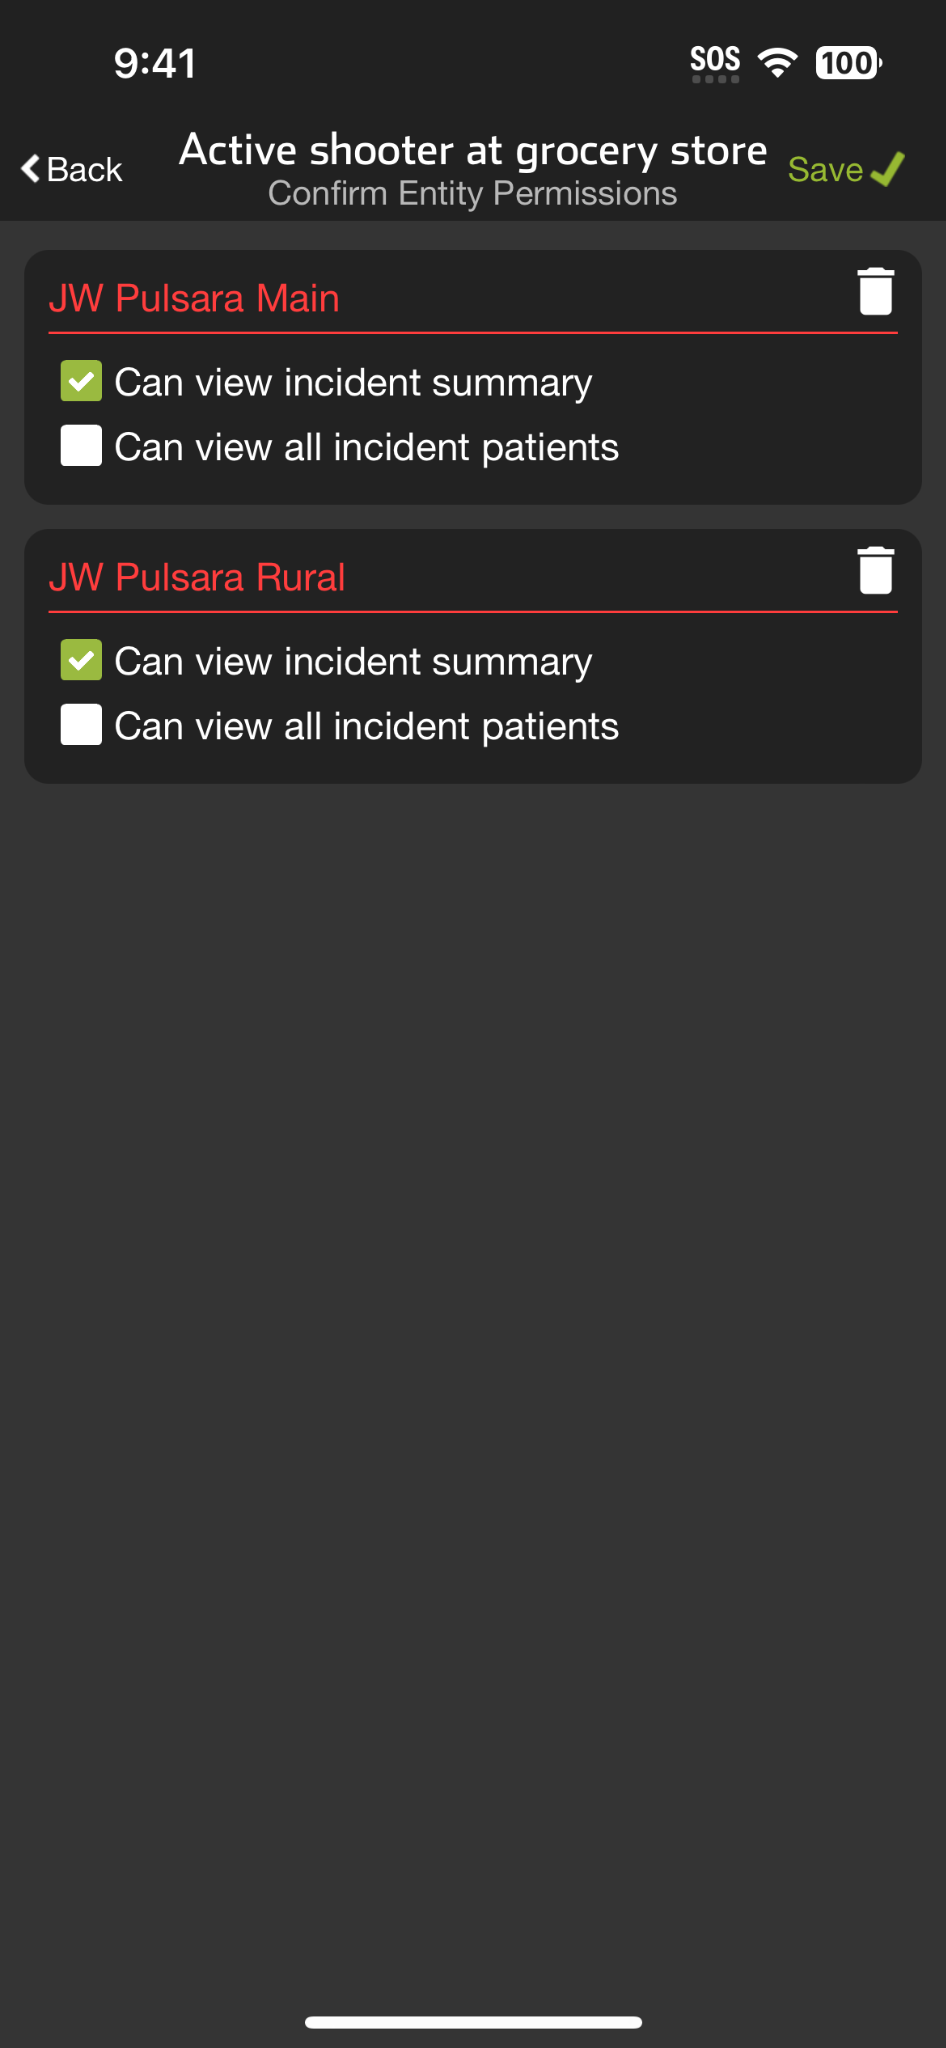 9:41
SOS
100
Back
Active shooter at grocery store
Save
Confirm Entity Permissions
JW Pulsara Main
Can view incident summary
Can view all incident patients
JW Pulsara Rural
Can view incident summary
Can view all incident patients